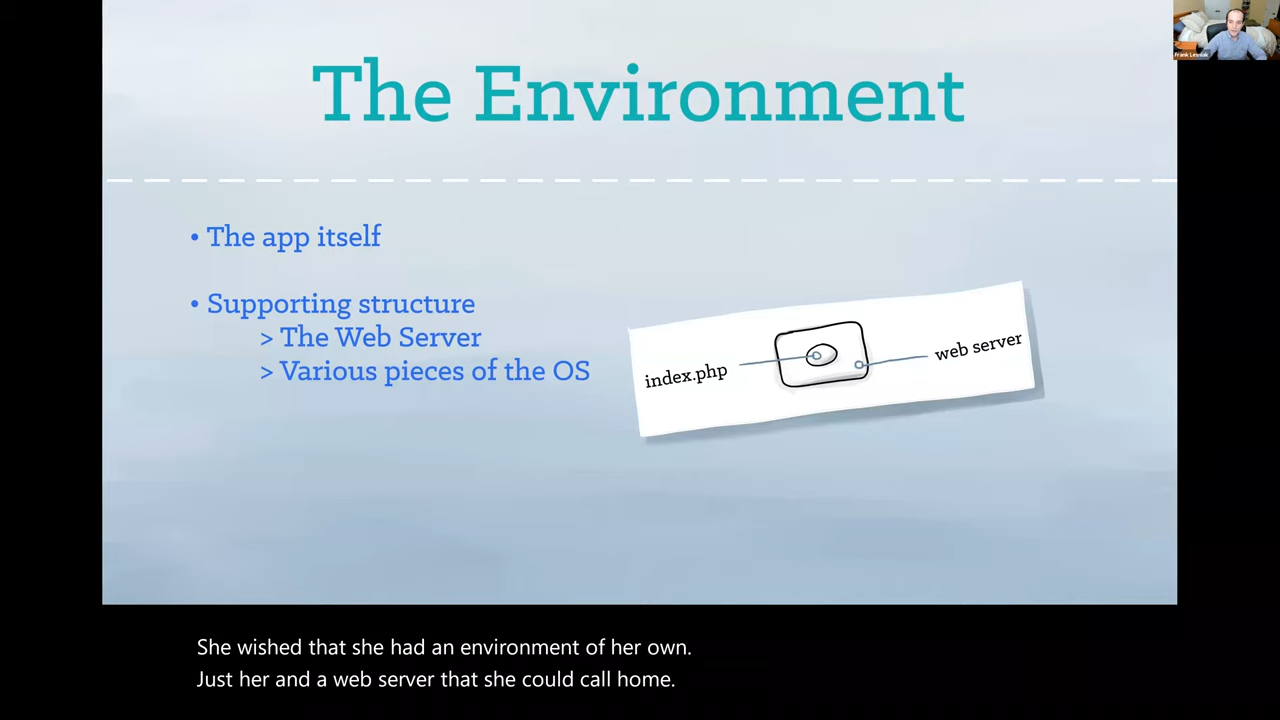 The Environment
Frank Lesniak
• The app itself
• Supporting structure
> The Web Server
> Various pieces of the OS
index.php
web server
She wished that she had an environment of her own.
Just her and a web server that she could call home.